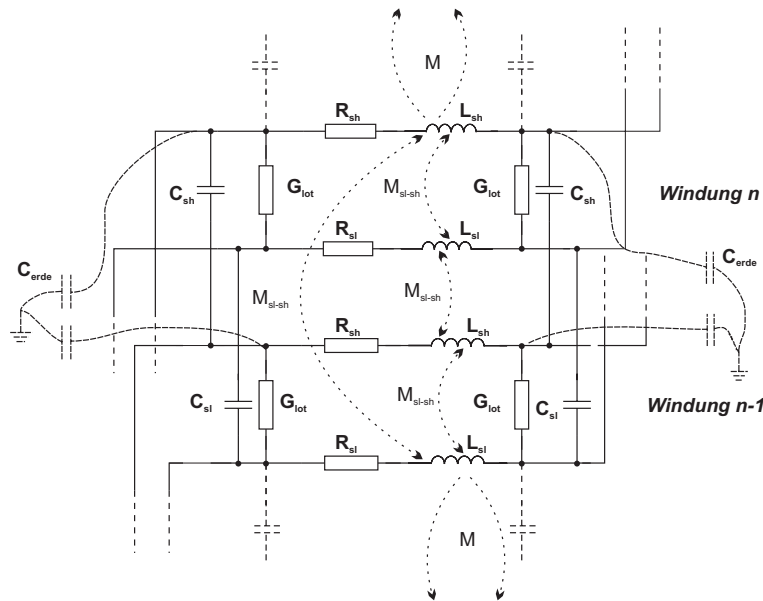 M
R_sh L_sh
C_sh G_lot M_sl-sh G_lot C_sh
Windung n
R_sl L_sl
C_erde C_erde
M_sl-sh M_sl-sh
R_sh L_sh
C_sl G_lot M_sl-sh G_lot C_sl
Windung n-1
R_sl L_sl
M